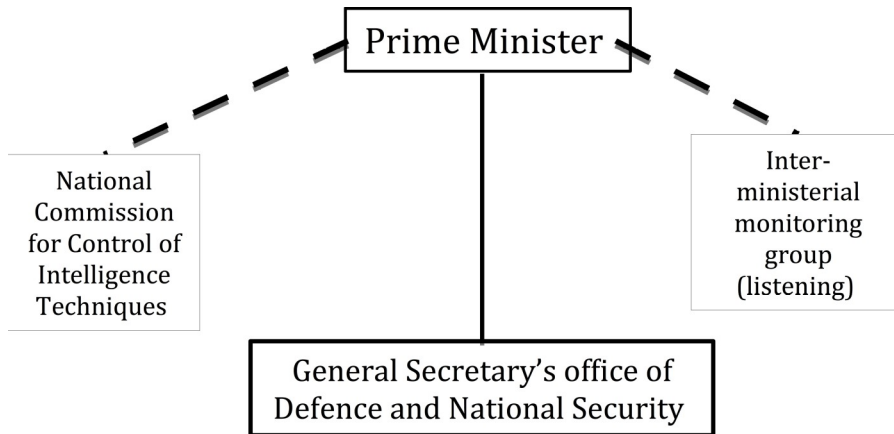 Prime Minister
National
Commission
for Control of
Intelligence
Techniques
Inter-
ministerial
monitoring
group
(listening)
General Secretary’s office of
Defence and National Security